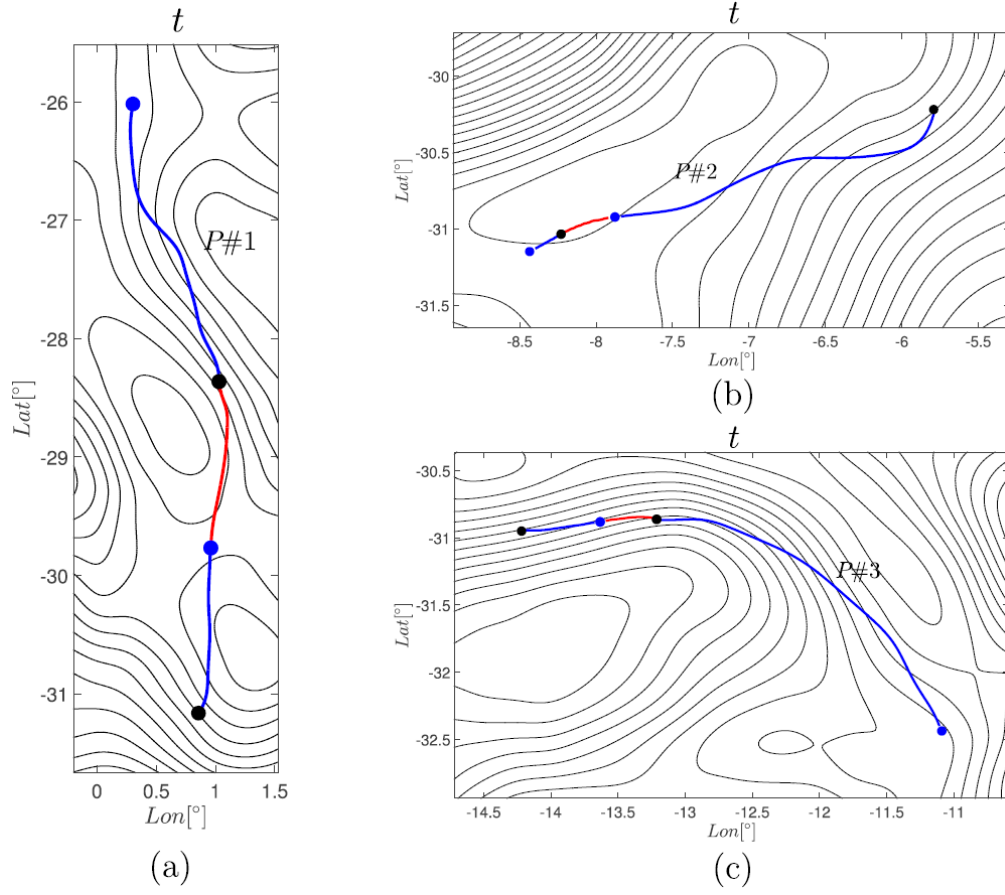 t
-26
-27
-28
-29
-30
-31
Lat[°]
P#1
0
0.5
1
1.5
Lon[°]
(a)
t
-30
-30.5
-31
-31.5
Lat[°]
P#2
-8.5
-8
-7.5
-7
-6.5
-6
-5.5
Lon[°]
(b)
t
-30.5
-31
-31.5
-32
-32.5
Lat[°]
P#3
-14.5
-14
-13.5
-13
-12.5
-12
-11.5
-11
Lon[°]
(c)